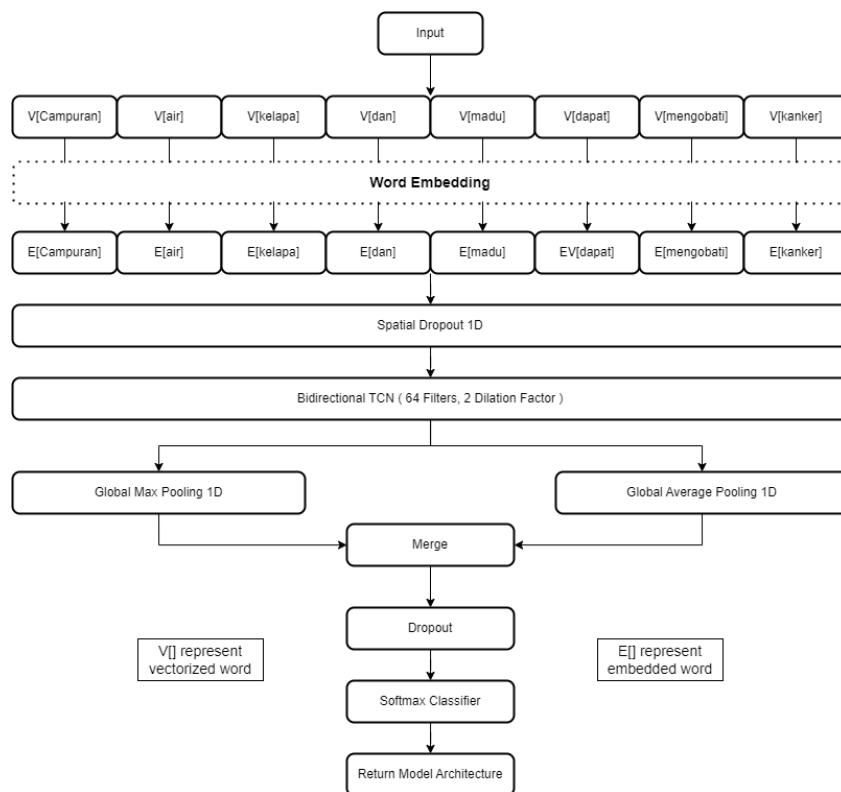 Input
V[Campuran] V[air] V[kelapa] V[dan] V[madu] V[dapat] V[mengobati] V[kanker]
Word Embedding
E[Campuran] E[air] E[kelapa] E[dan] E[madu] EV[dapat] E[mengobati] E[kanker]
Spatial Dropout 1D
Bidirectional TCN ( 64 Filters, 2 Dilation Factor )
Global Max Pooling 1D
Global Average Pooling 1D
Merge
Dropout
V[] represent
vectorized word
E[] represent
embedded word
Softmax Classifier
Return Model Architecture